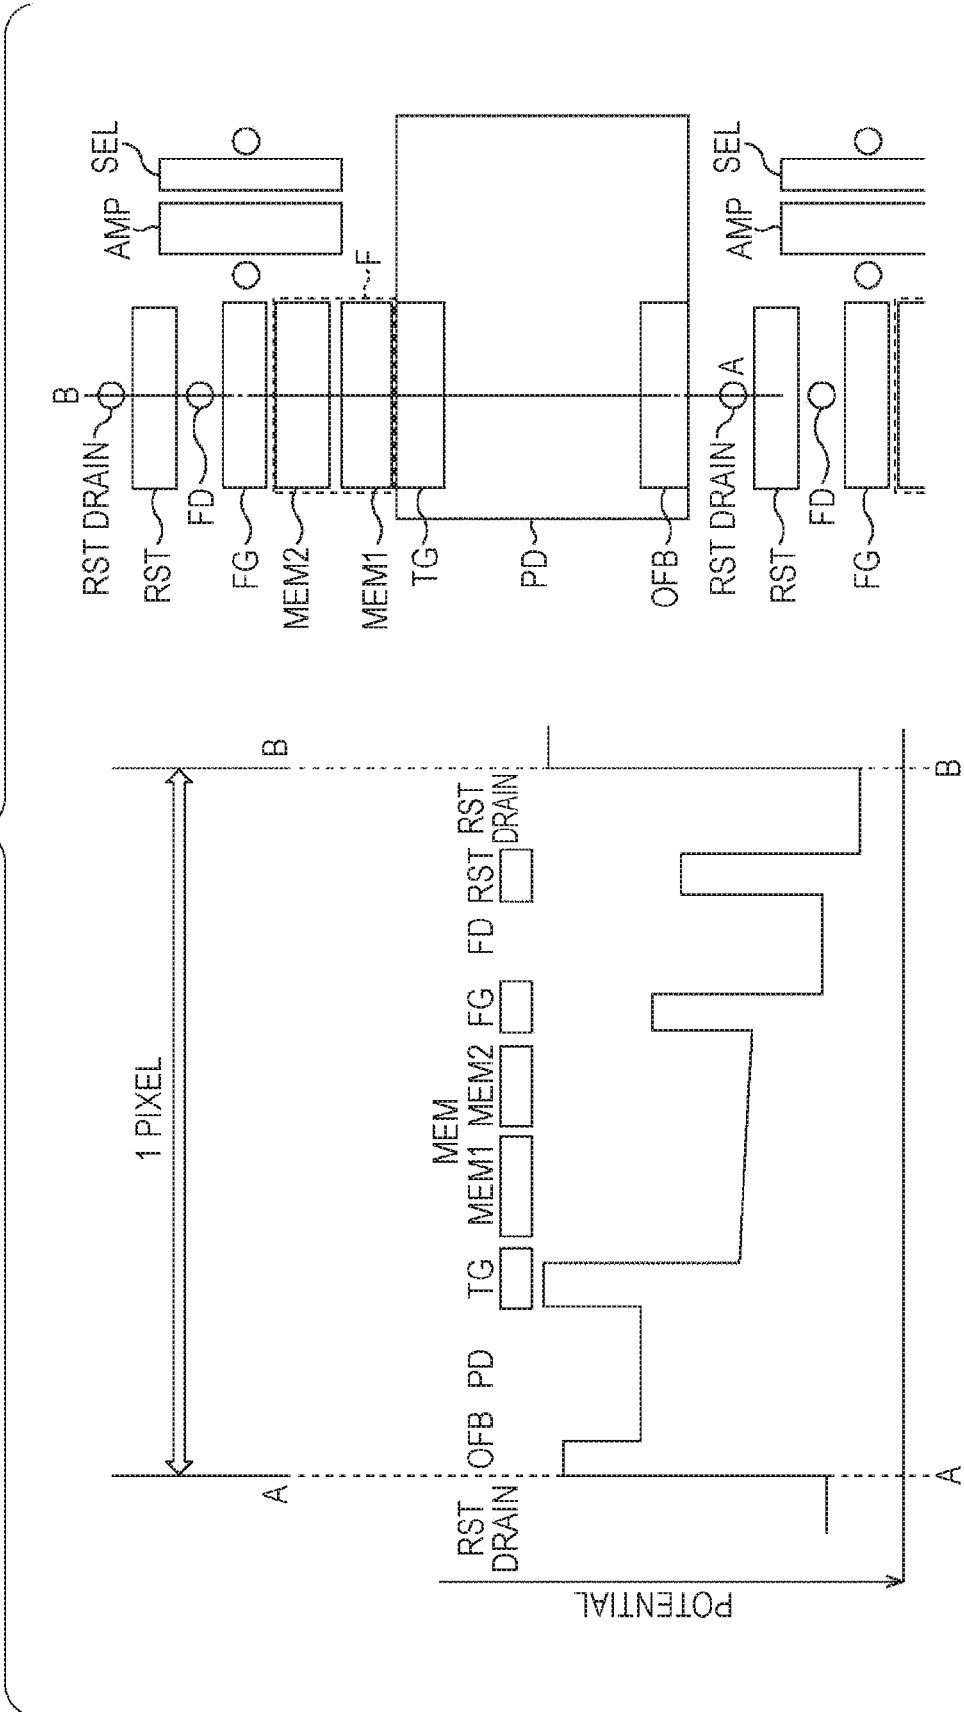 1 PIXEL
A
B
MEM
RST
DRAIN
OFB
PD
TG
MEM1
MEM2
FG
FD
RST
RST
DRAIN
POTENTIAL
A
B
B
RST DRAIN
RST
FD
FG
MEM2
MEM1
TG
PD
OFB
RST DRAIN
RST
FD
FG
AMP
SEL
F
A
AMP
SEL